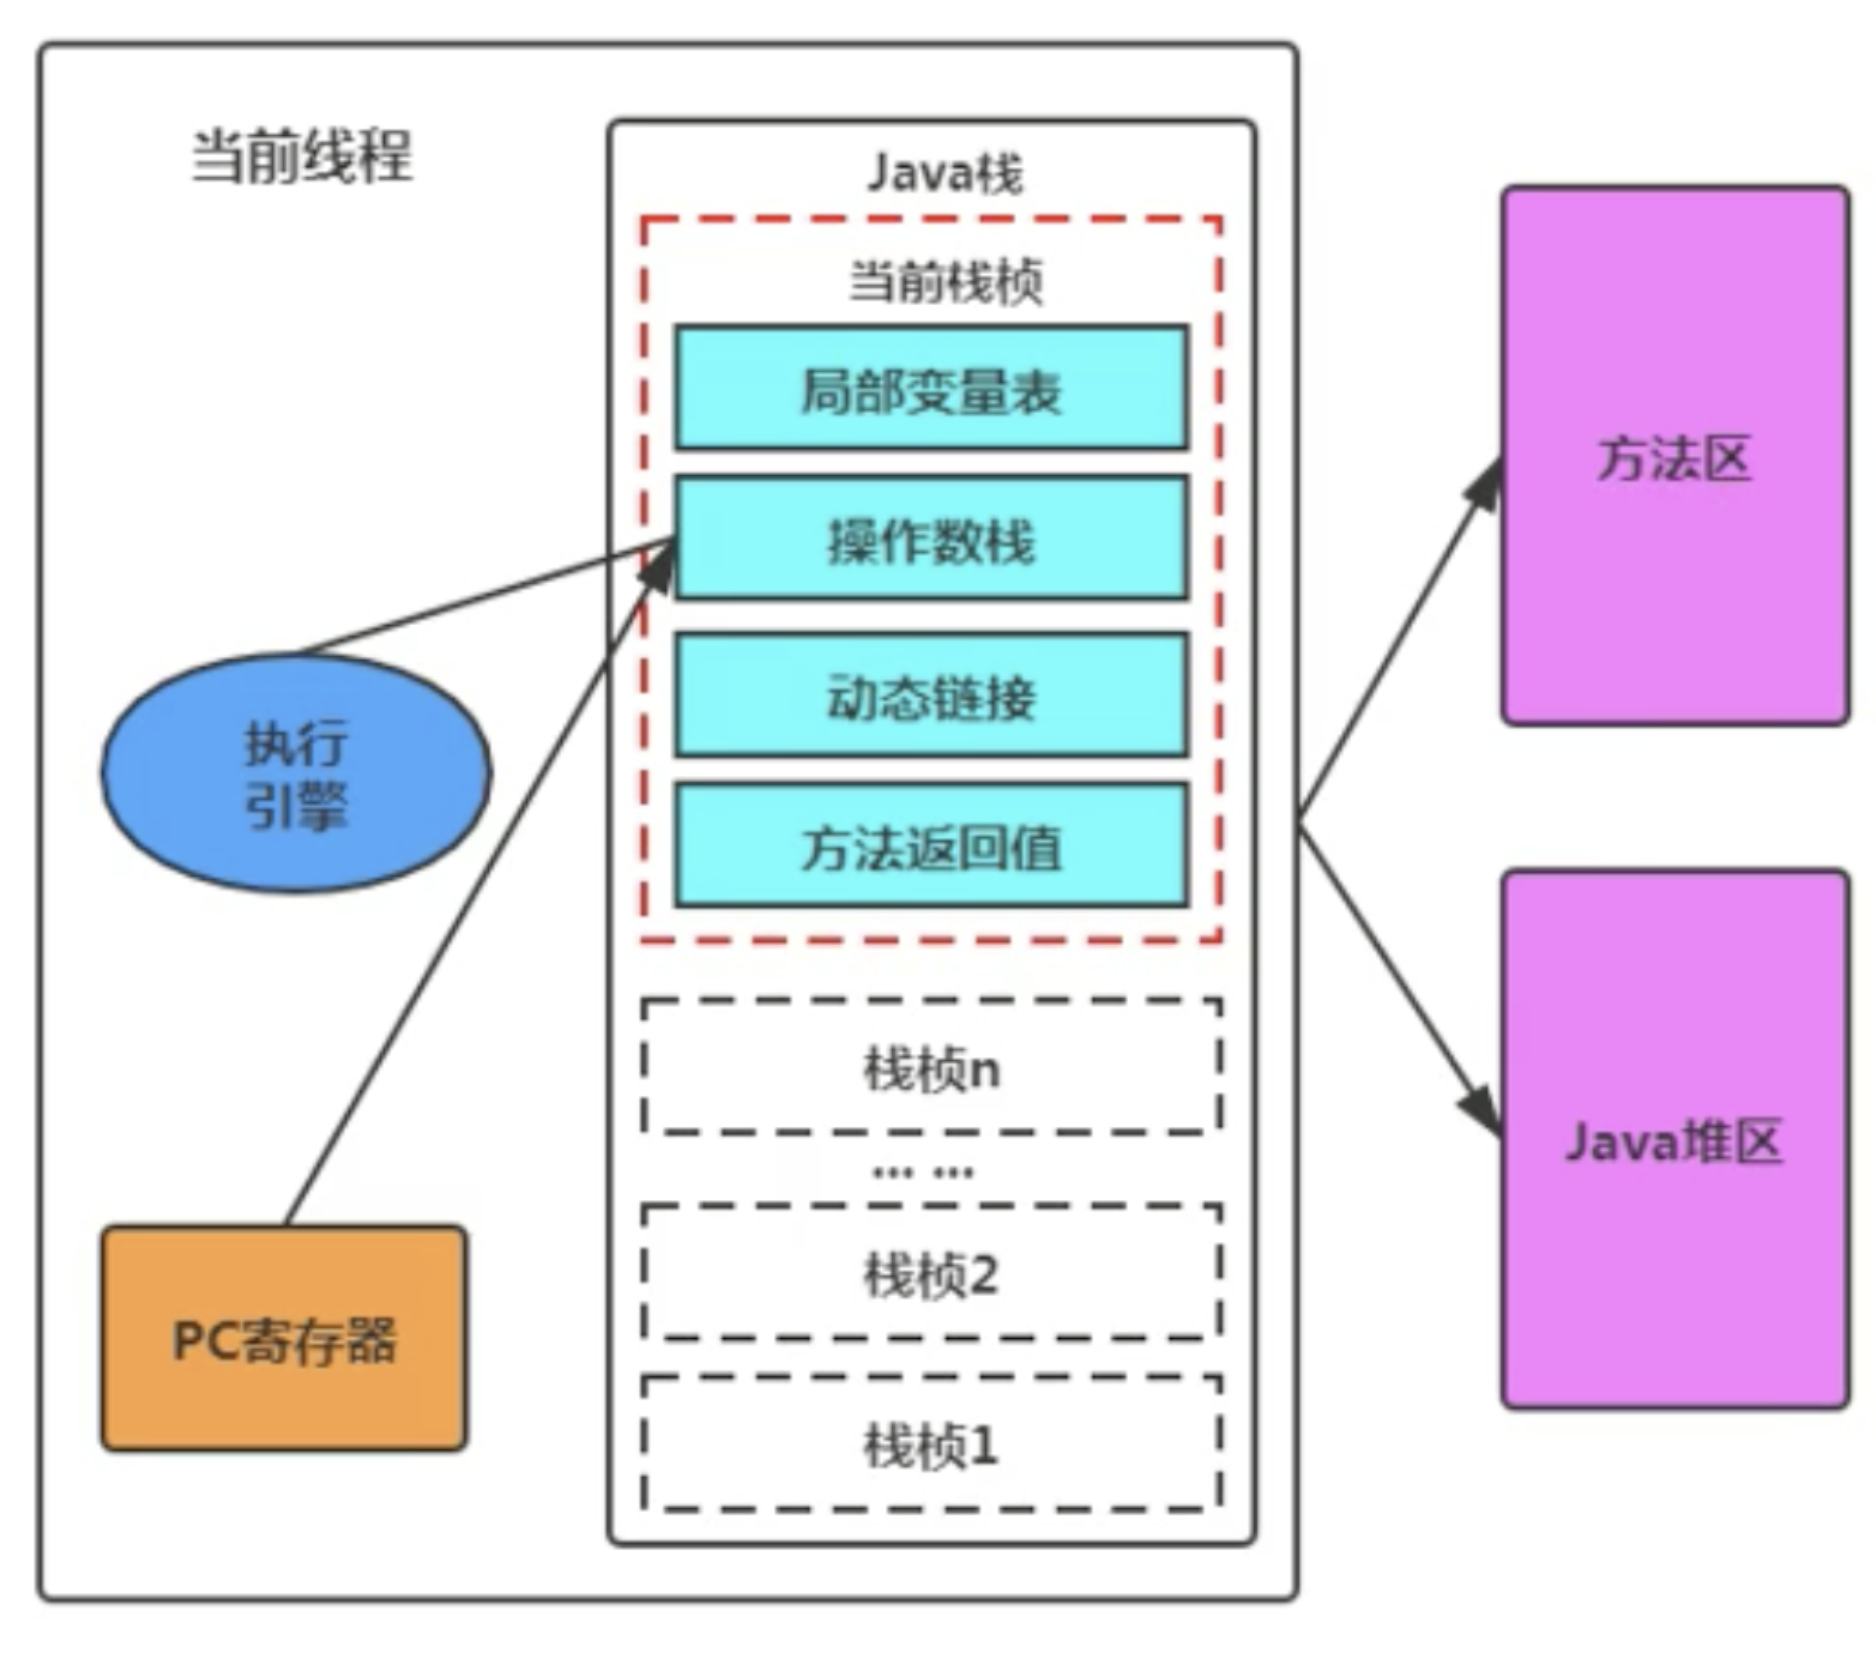 当前线程
Java栈
当前栈桢
局部变量表
操作数栈
动态链接
方法返回值
栈桢n
... ...
栈桢2
栈桢1
执行
引擎
PC寄存器
方法区
Java堆区